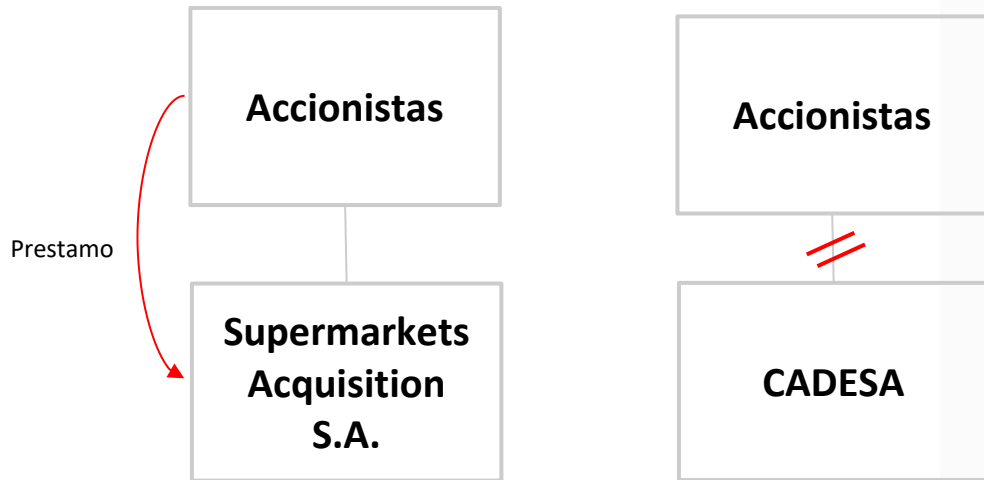 Accionistas
Accionistas
Prestamo
Supermarkets
Acquisition
S.A.
CADESA